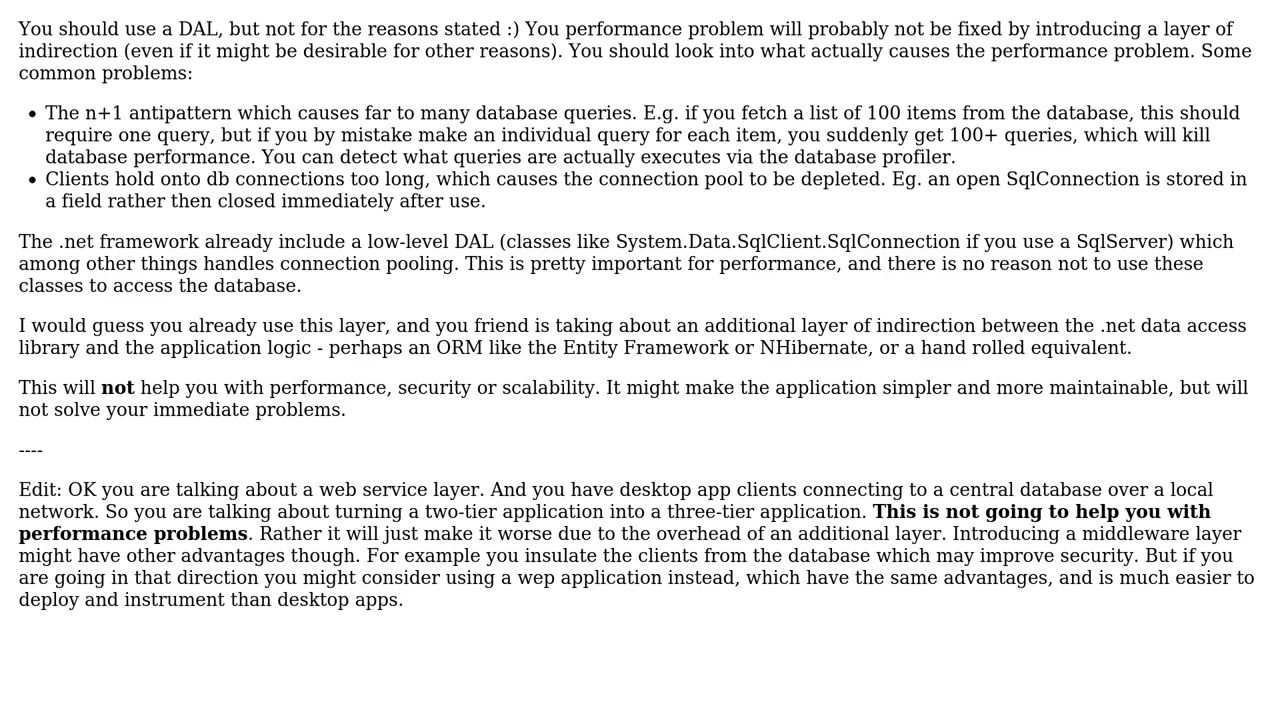 You should use a DAL, but not for the reasons stated :) You performance problem will probably not be fixed by introducing a layer of
indirection (even if it might be desirable for other reasons). You should look into what actually causes the performance problem. Some
common problems:
• The n+1 antipattern which causes far to many database queries. E.g. if you fetch a list of 100 items from the database, this should
require one query, but if you by mistake make an individual query for each item, you suddenly get 100+ queries, which will kill
database performance. You can detect what queries are actually executes via the database profiler.
• Clients hold onto db connections too long, which causes the connection pool to be depleted. Eg. an open SqlConnection is stored in
a field rather then closed immediately after use.
The .net framework already include a low-level DAL (classes like System.Data.SqlClient.SqlConnection if you use a SqlServer) which
among other things handles connection pooling. This is pretty important for performance, and there is no reason not to use these
classes to access the database.
I would guess you already use this layer, and you friend is taking about an additional layer of indirection between the .net data access
library and the application logic - perhaps an ORM like the Entity Framework or NHibernate, or a hand rolled equivalent.
This will not help you with performance, security or scalability. It might make the application simpler and more maintainable, but will
not solve your immediate problems.
----
Edit: OK you are talking about a web service layer. And you have desktop app clients connecting to a central database over a local
network. So you are talking about turning a two-tier application into a three-tier application. This is not going to help you with
performance problems. Rather it will just make it worse due to the overhead of an additional layer. Introducing a middleware layer
might have other advantages though. For example you insulate the clients from the database which may improve security. But if you
are going in that direction you might consider using a wep application instead, which have the same advantages, and is much easier to
deploy and instrument than desktop apps.